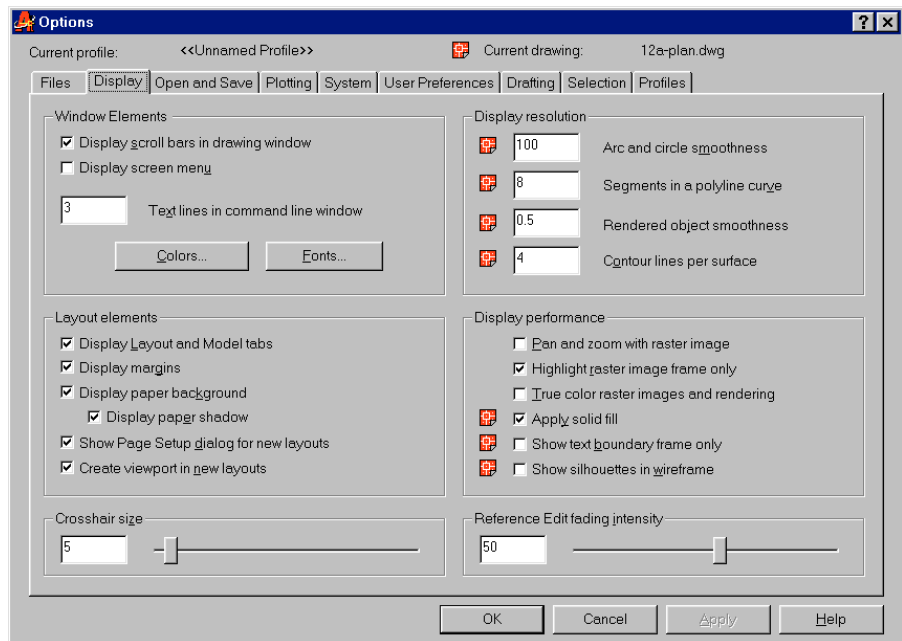 Options
Current profile: <<Unnamed Profile>> Current drawing: 12a-plan.dwg
Files Display Open and Save Plotting System User Preferences Drafting Selection Profiles
Window Elements
Display scroll bars in drawing window
Display screen menu
3 Text lines in command line window
Colors... Fonts...
Display resolution
100 Arc and circle smoothness
8 Segments in a polyline curve
0.5 Rendered object smoothness
4 Contour lines per surface
Layout elements
Display Layout and Model tabs
Display margins
Display paper background
Display paper shadow
Show Page Setup dialog for new layouts
Create viewport in new layouts
Display performance
Pan and zoom with raster image
Highlight raster image frame only
True color raster images and rendering
Apply solid fill
Show text boundary frame only
Show silhouettes in wireframe
Crosshair size
5
Reference Edit fading intensity
50
OK Cancel Apply Help